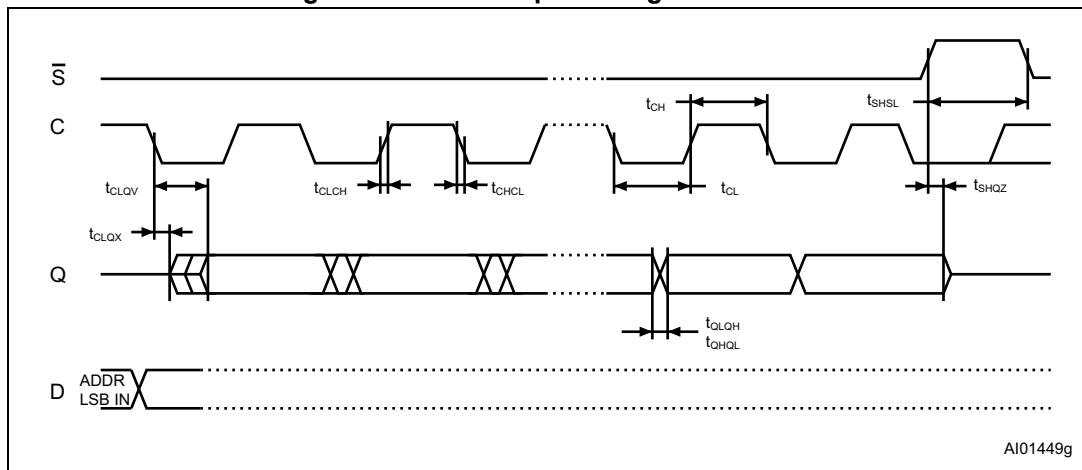 S̅
tCH
tSHSL
C
tCLQV
tCLCH
tCHCL
tCL
tSHQZ
tCLQX
Q
tQLQH
tQHQL
D
ADDR
LSB IN
AI01449g